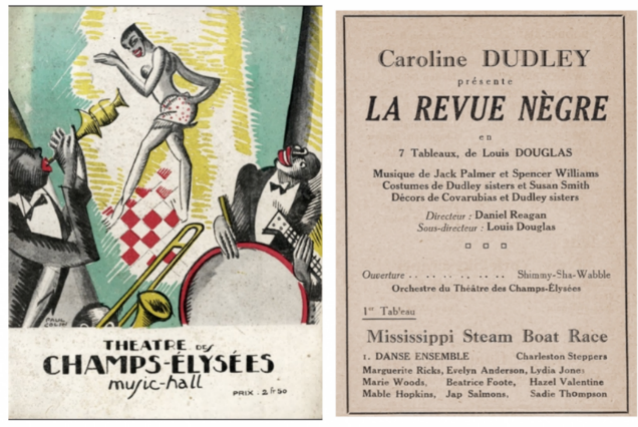 PAUL COLIN
THEATRE DES
CHAMPS-ÉLYSÉES
music-hall
PRIX : 2 fr 50
Caroline DUDLEY
présente
LA REVUE NÈGRE
en
7 Tableaux, de Louis DOUGLAS
Musique de Jack Palmer et Spencer Williams
Costumes de Dudley sisters et Susan Smith
Décors de Covarubias et Dudley sisters
Directeur : Daniel Reagan
Sous-directeur : Louis Douglas
Ouverture .. .. .. .. .. .. Shimmy-Sha-Wabble
Orchestre du Théâtre des Champs-Élysées
1er Tableau
Mississippi Steam Boat Race
1. DANSE ENSEMBLE Charleston Steppers
Marguerite Ricks, Evelyn Anderson, Lydia Jones
Marie Woods, Beatrice Foote, Hazel Valentine
Mable Hopkins, Jap Salmons, Sadie Thompson